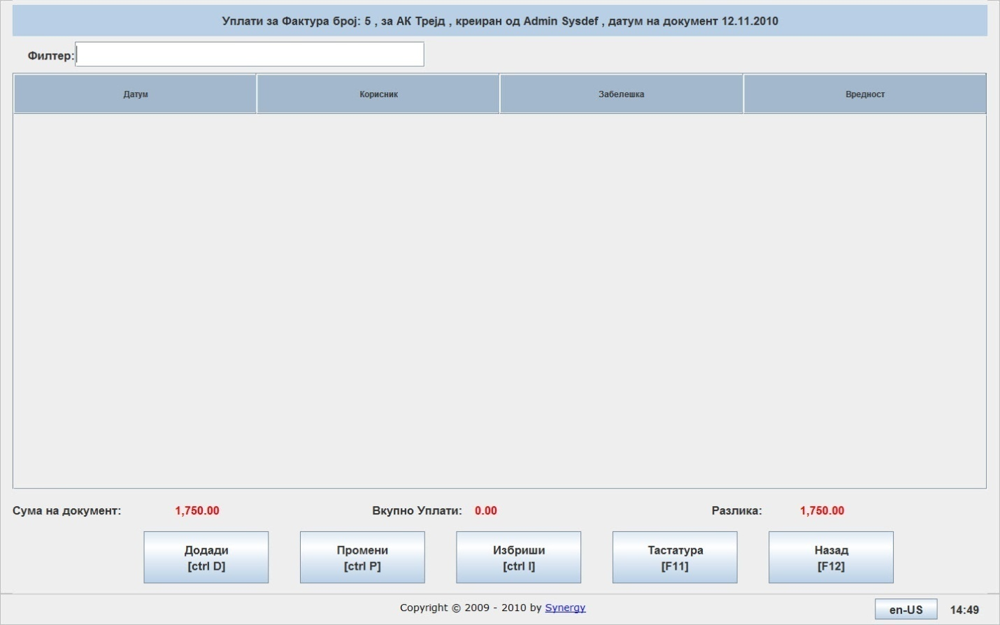 Уплати за Фактура број: 5 , за АК Трејд , креиран од Admin Sysdef , датум на документ 12.11.2010
Филтер:
Датум Корисник Забелешка Вредност
Сума на документ: 1,750.00 Вкупно Уплати: 0.00 Разлика: 1,750.00
Додади Промени Избриши Тастатура Назад
[ctrl D] [ctrl P] [ctrl I] [F11] [F12]
Copyright © 2009 - 2010 by Synergy en-US 14:49